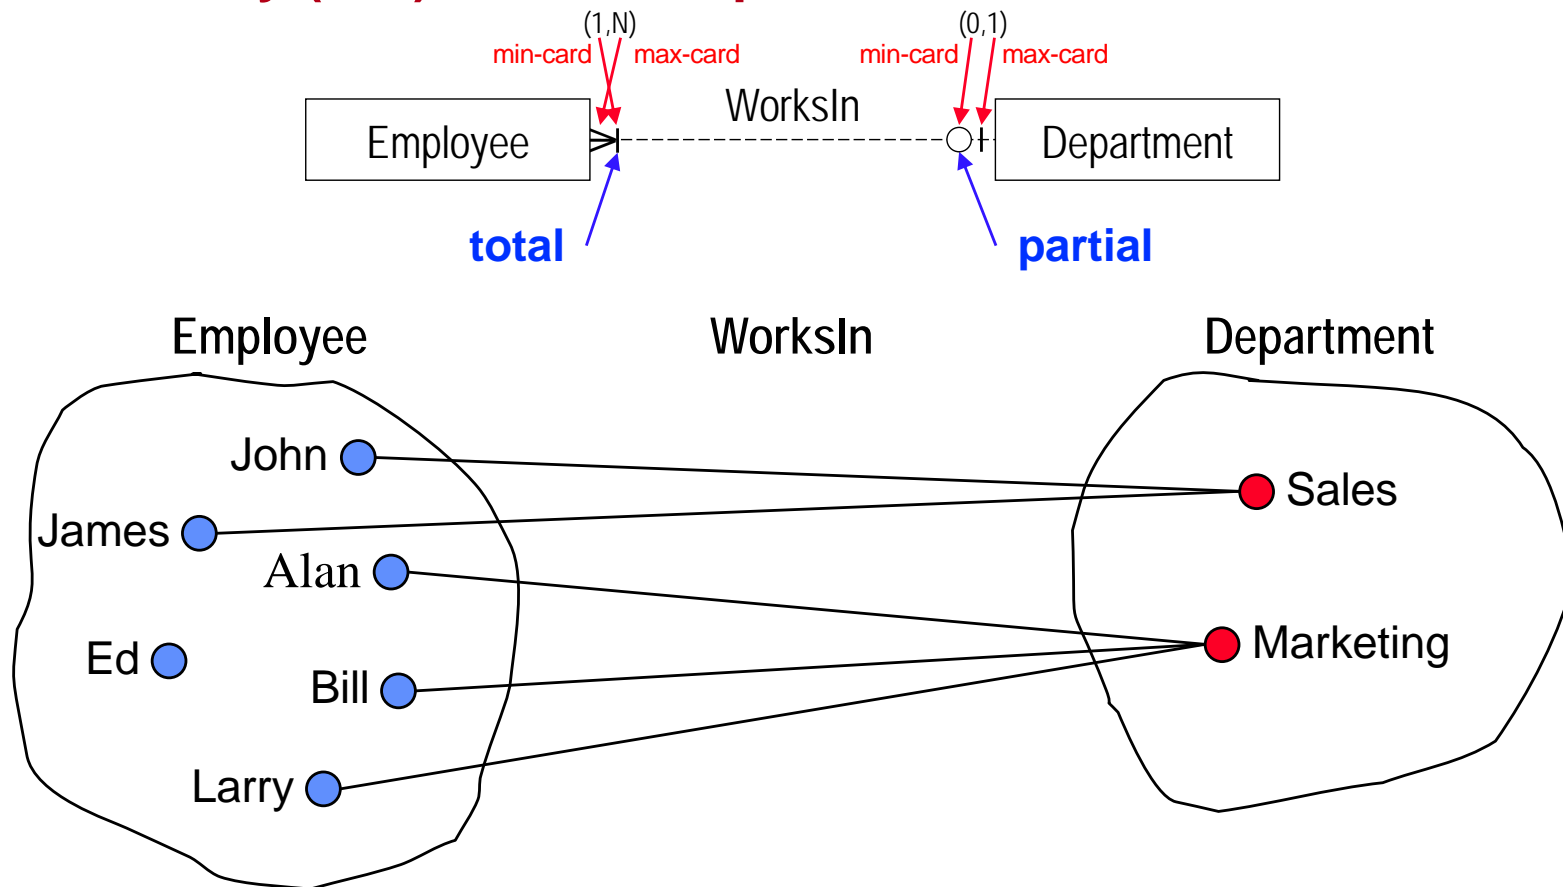 (1,N) (0,1)
min-card max-card min-card max-card
WorksIn
Employee Department
total partial
Employee WorksIn Department
John
Sales
James
Alan
Ed
Marketing
Bill
Larry